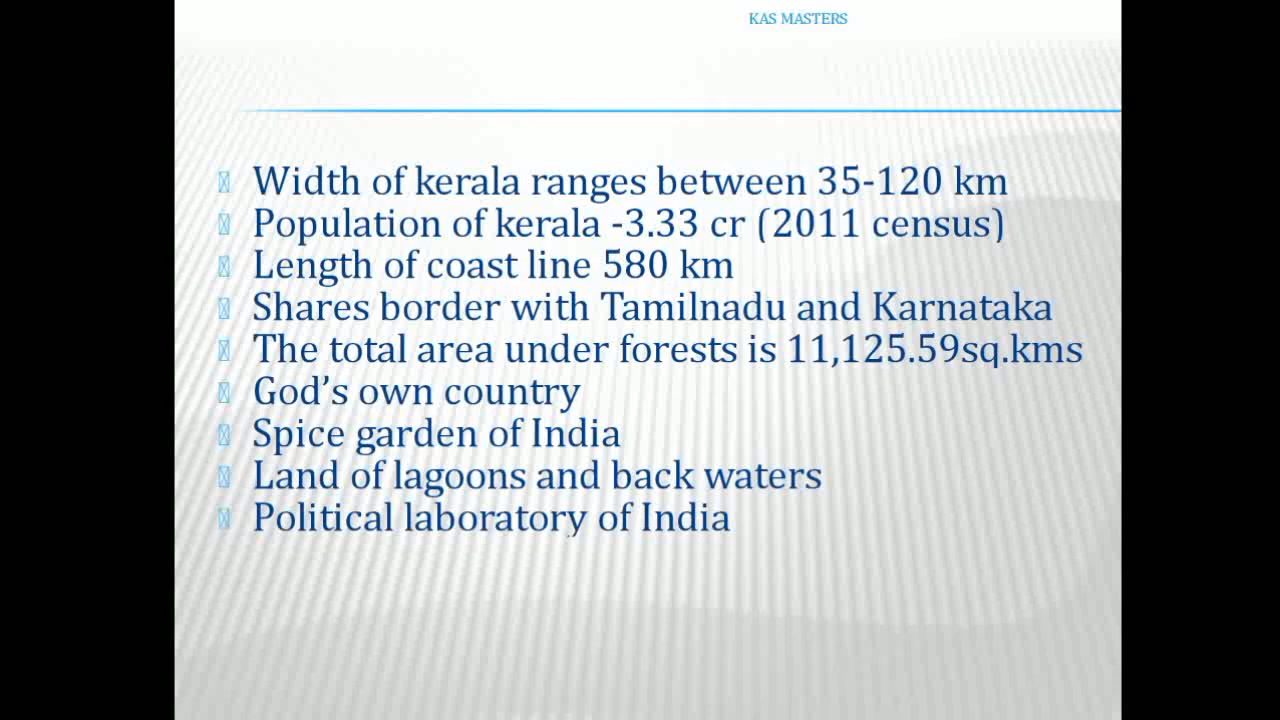 KAS MASTERS
Width of kerala ranges between 35-120 km
Population of kerala -3.33 cr (2011 census)
Length of coast line 580 km
Shares border with Tamilnadu and Karnataka
The total area under forests is 11,125.59sq.kms
God’s own country
Spice garden of India
Land of lagoons and back waters
Political laboratory of India